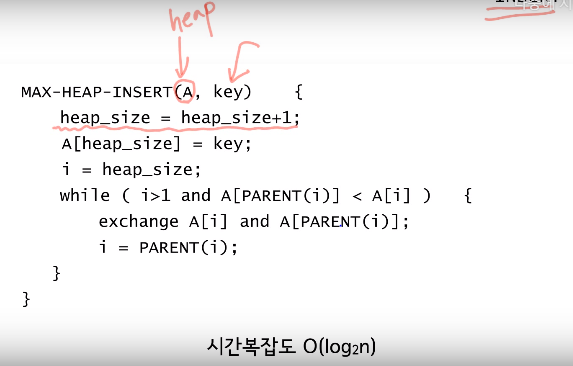 heap
MAX-HEAP-INSERT(A, key) {
heap_size = heap_size+1;
A[heap_size] = key;
i = heap_size;
while ( i>1 and A[PARENT(i)] < A[i] ) {
exchange A[i] and A[PARENT(i)];
i = PARENT(i);
}
}
시간복잡도 O(log₂n)